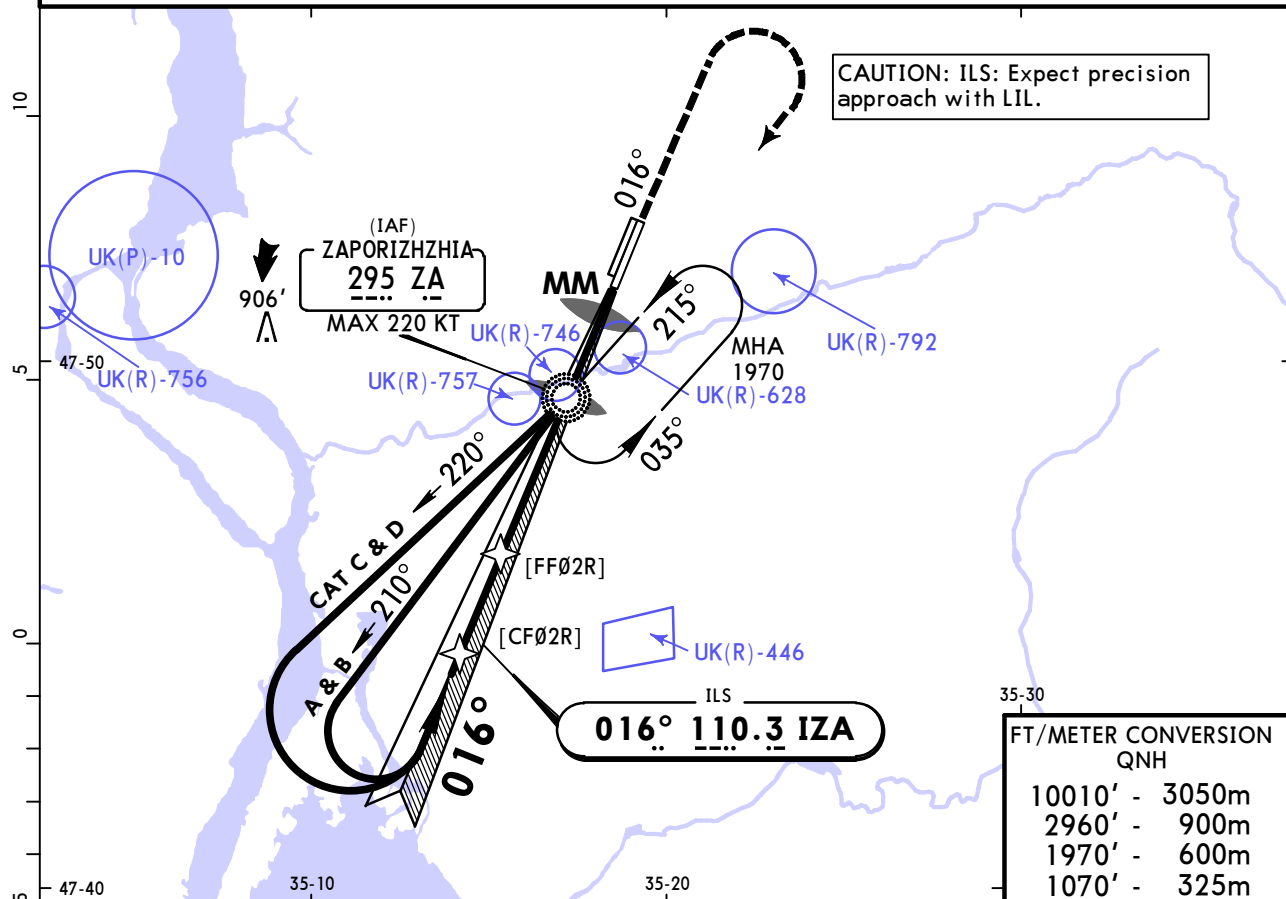 CAUTION: ILS: Expect precision
approach with LIL.
10
016°
(IAF)
ZAPORIZHZHIA
295 ZA
MAX 220 KT
UK(P)-10
906'
MM
215°
UK(R)-746
UK(R)-792
MHA
1970
47-50
5
UK(R)-756
UK(R)-757
UK(R)-628
035°
220°
CAT C & D
210°
A & B
[FFØ2R]
[CFØ2R]
0
UK(R)-446
016°
ILS
016° 110.3 IZA
35-30
FT/METER CONVERSION
QNH
10010' - 3050m
2960' - 900m
1970' - 600m
1070' - 325m
5
47-40
35-10
35-20